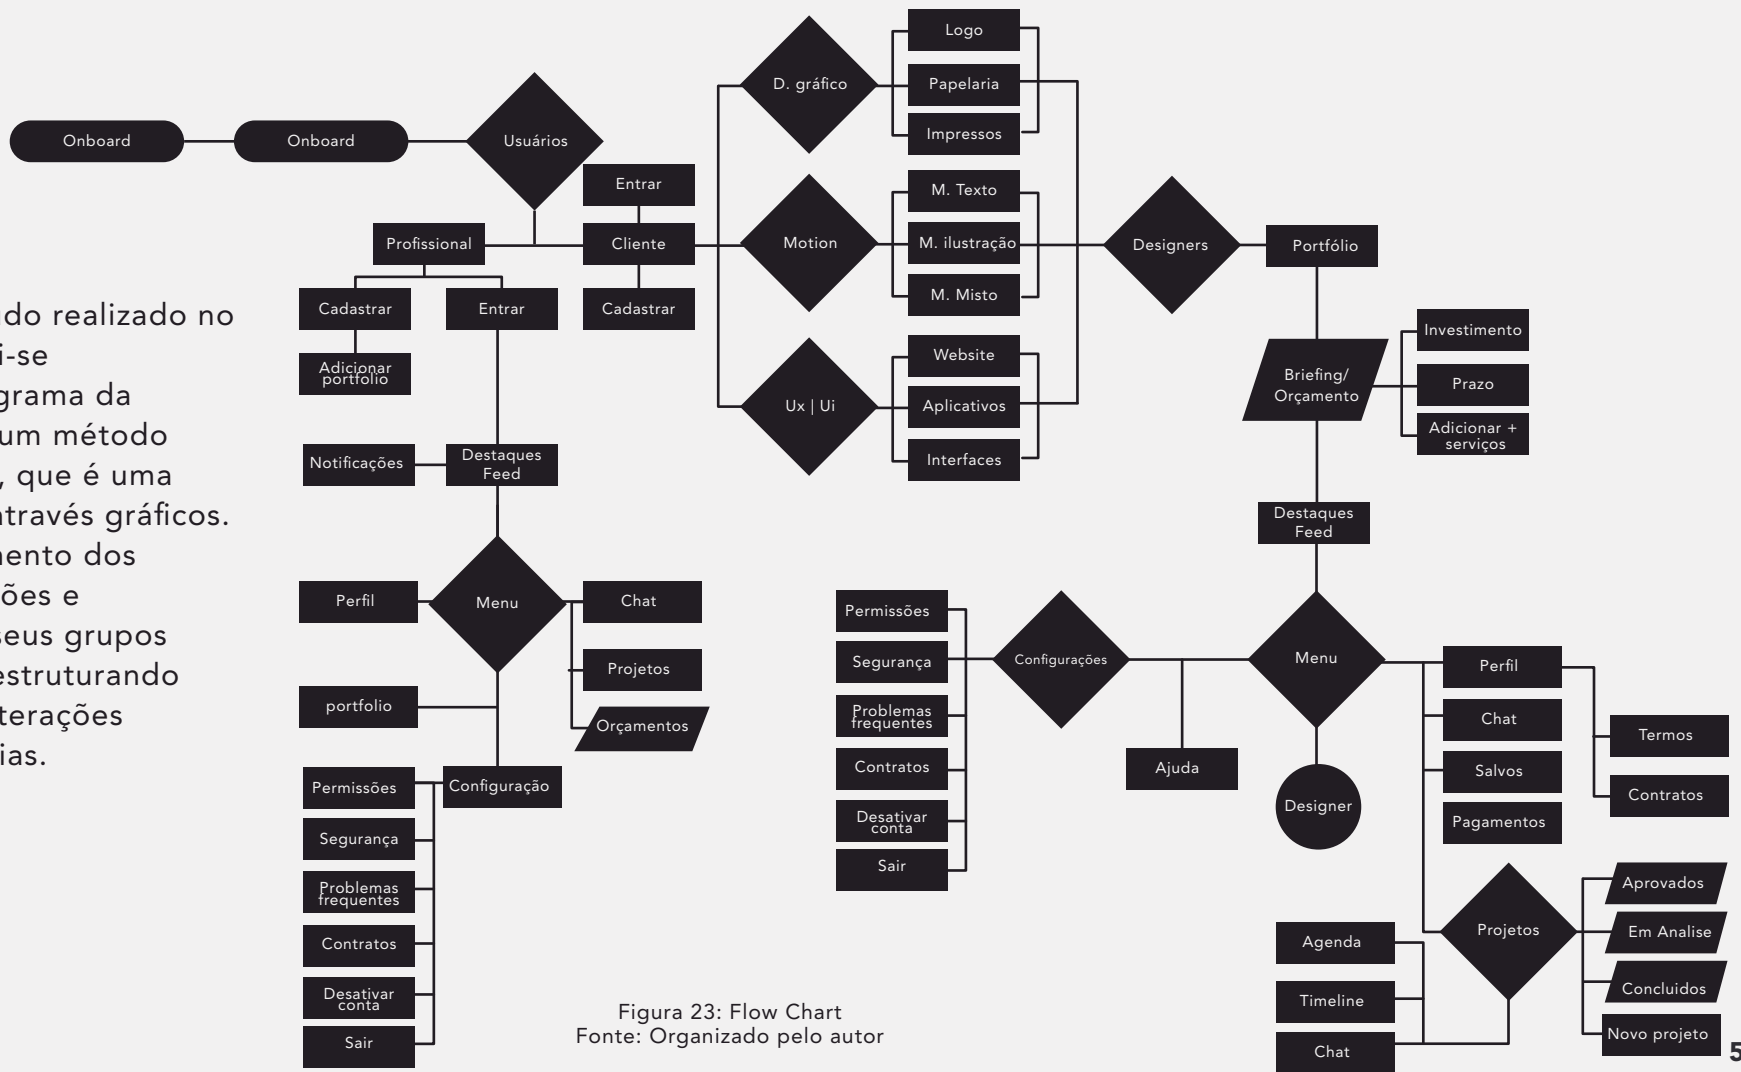 Onboard
Onboard
Usuários
Profissional
Entrar
Cliente
Cadastrar
Cadastrar
Entrar
Adicionar
portfolio
Notificações
Destaques
Feed
Perfil
Menu
Chat
Projetos
Orçamentos
portfolio
Configuração
Permissões
Segurança
Problemas
frequentes
Contratos
Desativar
conta
Sair
D. gráfico
Logo
Papelaria
Impressos
Motion
M. Texto
M. ilustração
M. Misto
Ux | Ui
Website
Aplicativos
Interfaces
Designers
Portfólio
Briefing/
Orçamento
Investimento
Prazo
Adicionar +
serviços
Destaques
Feed
Menu
Configurações
Permissões
Segurança
Problemas
frequentes
Contratos
Desativar
conta
Sair
Ajuda
Designer
Perfil
Chat
Salvos
Pagamentos
Termos
Contratos
Projetos
Aprovados
Em Analise
Concluidos
Novo projeto
Agenda
Timeline
Chat
do realizado no
i-se
grama da
um método
, que é uma
através gráficos.
ento dos
ões e
seus grupos
estruturando
terações
ias.
Figura 23: Flow Chart
Fonte: Organizado pelo autor
5